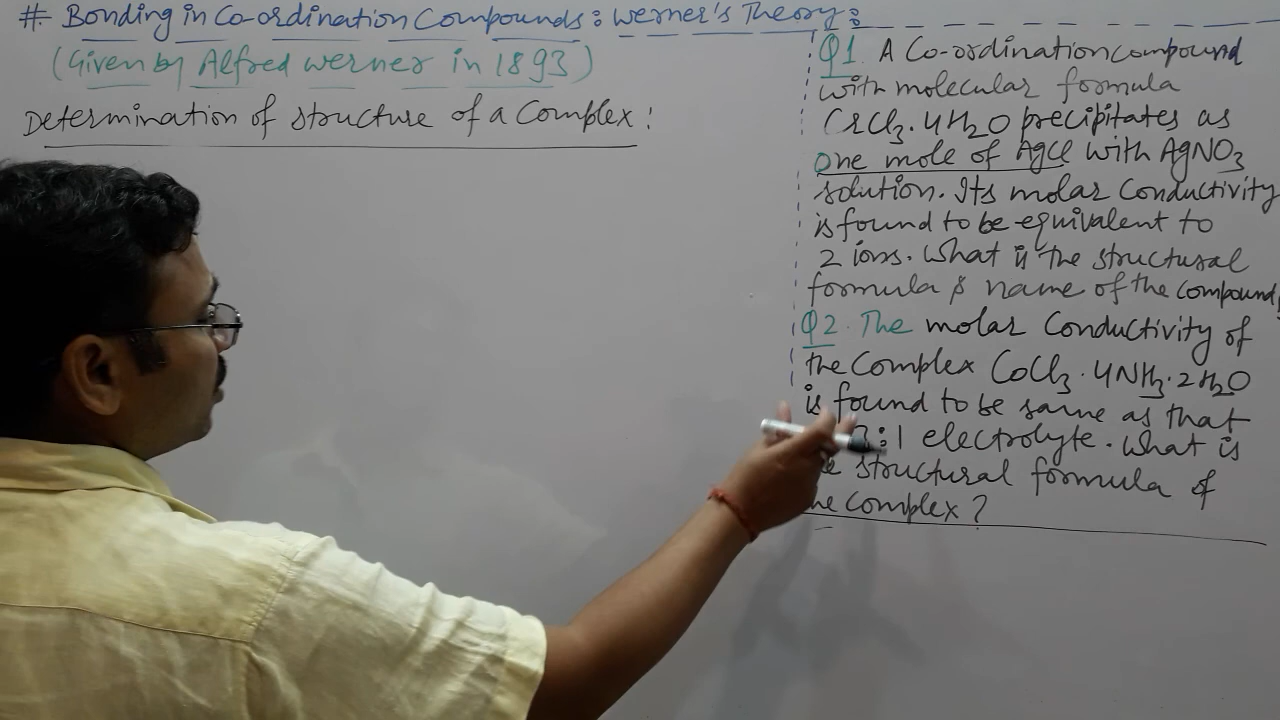 # Bonding in Co-ordination Compounds: Werner's Theory:
(Given by Alfred Werner in 1893)
Determination of structure of a Complex:
Q1. A Co-ordination compound
with molecular formula
CrCl3.4H2O precipitates as
one mole of AgCl with AgNO3
solution. Its molar Conductivity
is found to be equivalent to
2 ions. What is the structural
formula & name of the compound,
Q2. The molar Conductivity of
the Complex CoCl3.4NH3.2H2O
is found to be same as that
:1 electrolyte. What is
structural formula of
Complex?